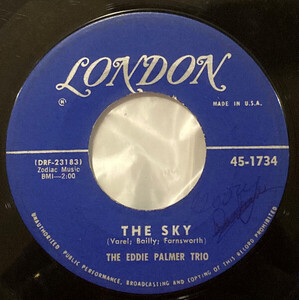 LONDON
MADE IN U.S.A.
(DRF-23183)
Zodiac Music
BMI—2:00
45-1734
THE SKY
(Varel; Bailly; Farnsworth)
THE EDDIE PALMER TRIO
UNAUTHORIZED PUBLIC PERFORMANCE, BROADCASTING AND COPYING OF THIS RECORD PROHIBITED